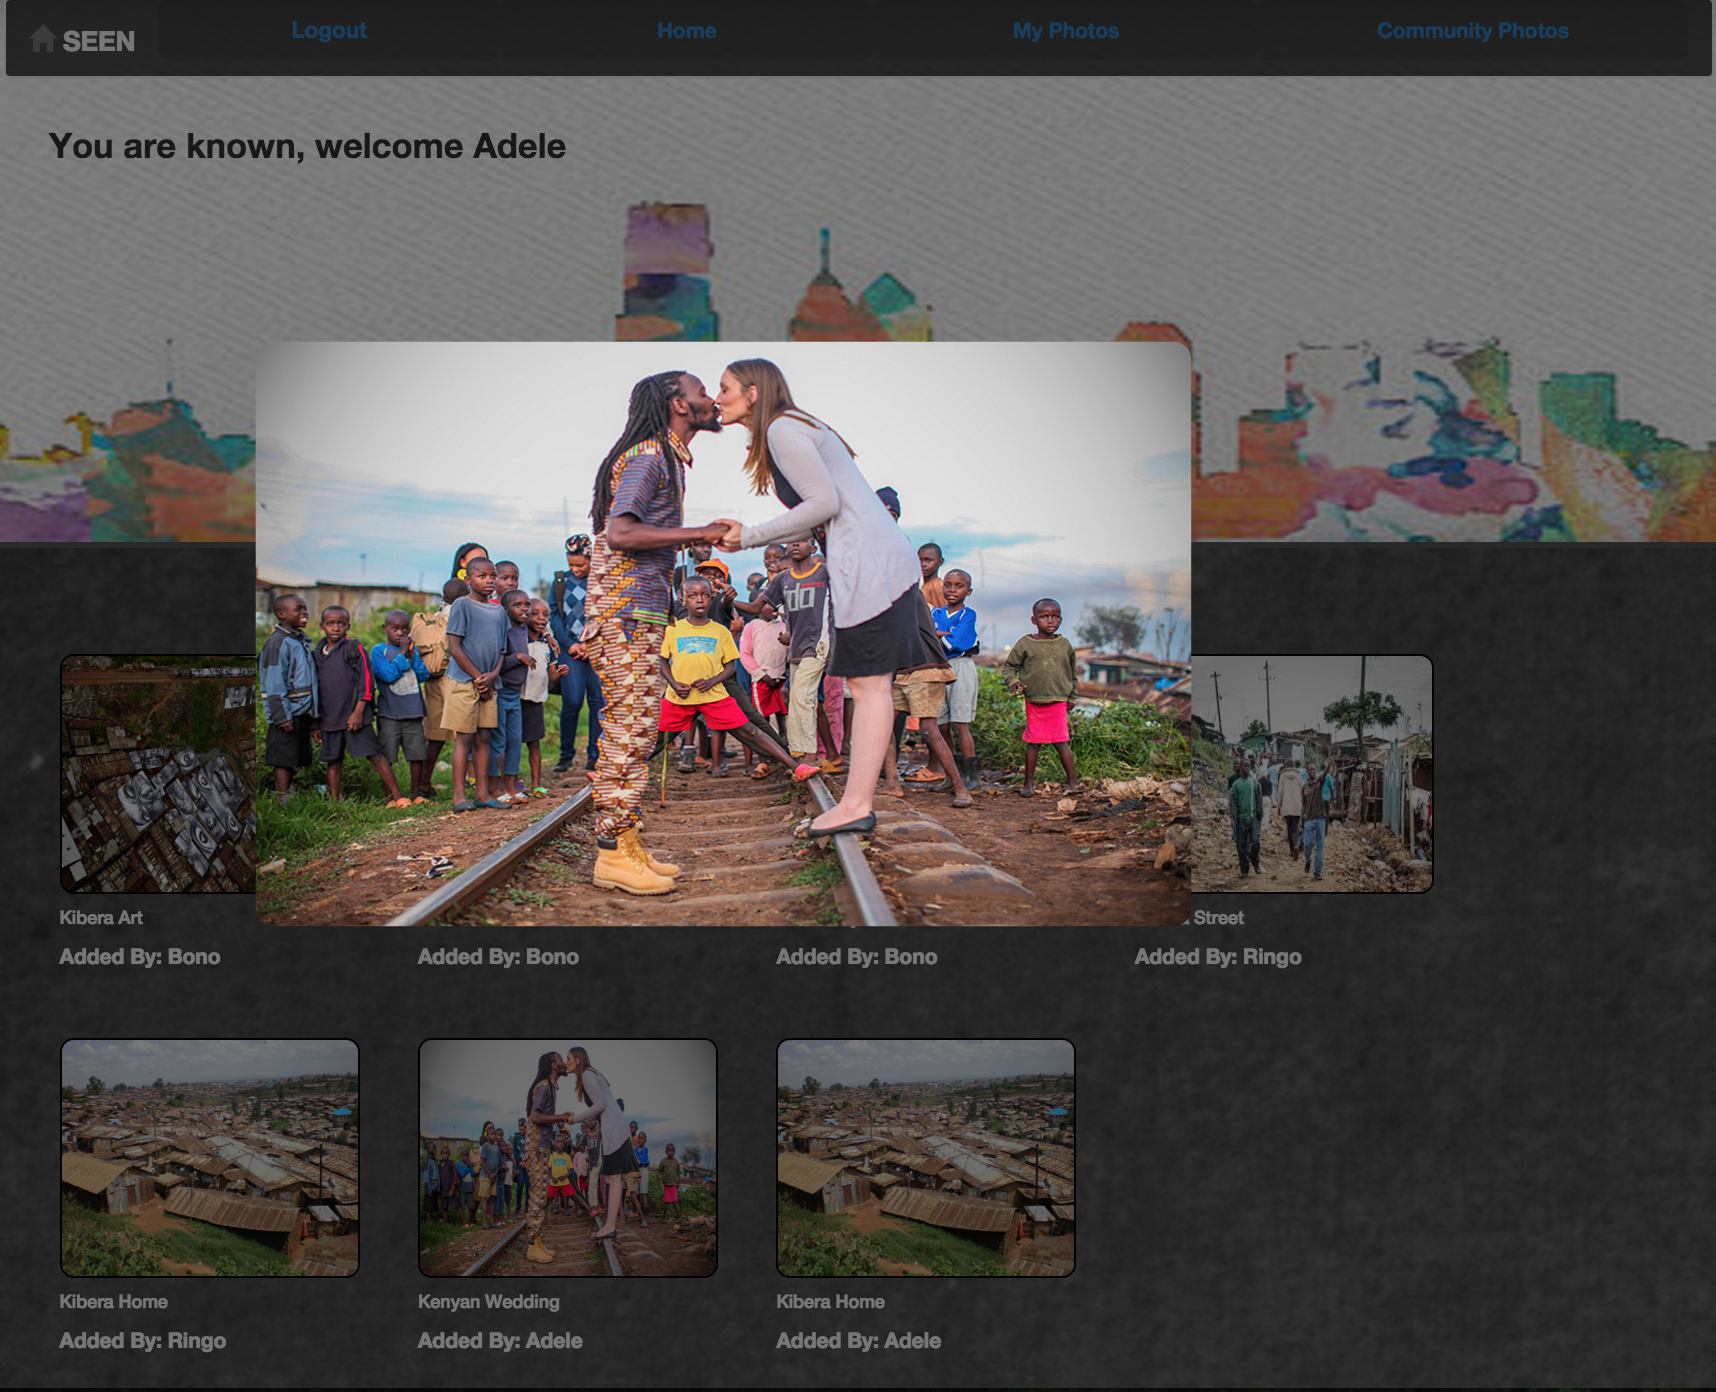 SEEN
Logout
Home
My Photos
Community Photos
You are known, welcome Adele
Kibera Art
Street
Added By: Bono
Added By: Bono
Added By: Bono
Added By: Ringo
Kibera Home
Kenyan Wedding
Kibera Home
Added By: Ringo
Added By: Adele
Added By: Adele